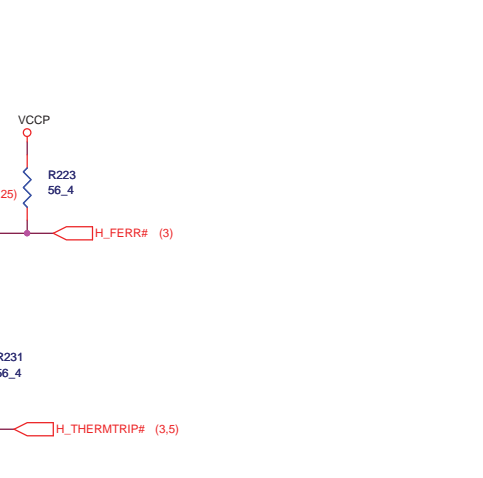 VCCP
R223
56_4
25)
H_FERR# (3)
R231
56_4
H_THERMTRIP# (3,5)